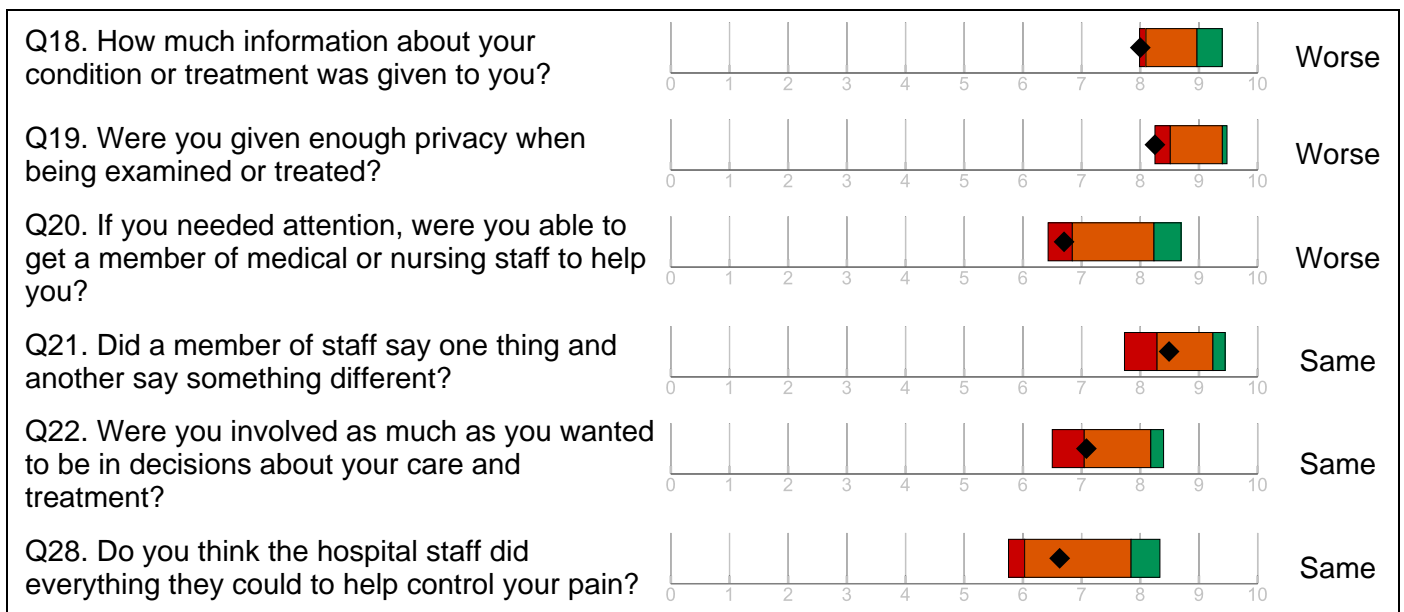 Q18. How much information about your
condition or treatment was given to you?
0 1 2 3 4 5 6 7 8 9 10
Worse
Q19. Were you given enough privacy when
being examined or treated?
0 1 2 3 4 5 6 7 8 9 10
Worse
Q20. If you needed attention, were you able to
get a member of medical or nursing staff to help
you?
0 1 2 3 4 5 6 7 8 9 10
Worse
Q21. Did a member of staff say one thing and
another say something different?
0 1 2 3 4 5 6 7 8 9 10
Same
Q22. Were you involved as much as you wanted
to be in decisions about your care and
treatment?
0 1 2 3 4 5 6 7 8 9 10
Same
Q28. Do you think the hospital staff did
everything they could to help control your pain?
0 1 2 3 4 5 6 7 8 9 10
Same